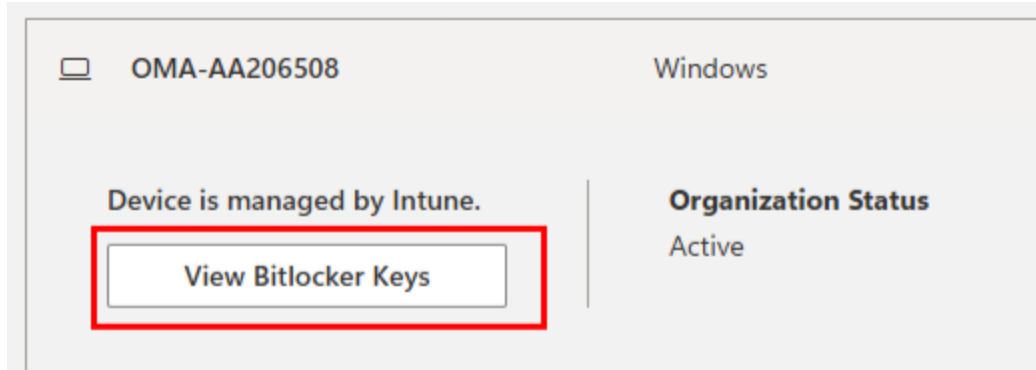 OMA-AA206508 Windows
Device is managed by Intune.
View Bitlocker Keys
Organization Status
Active